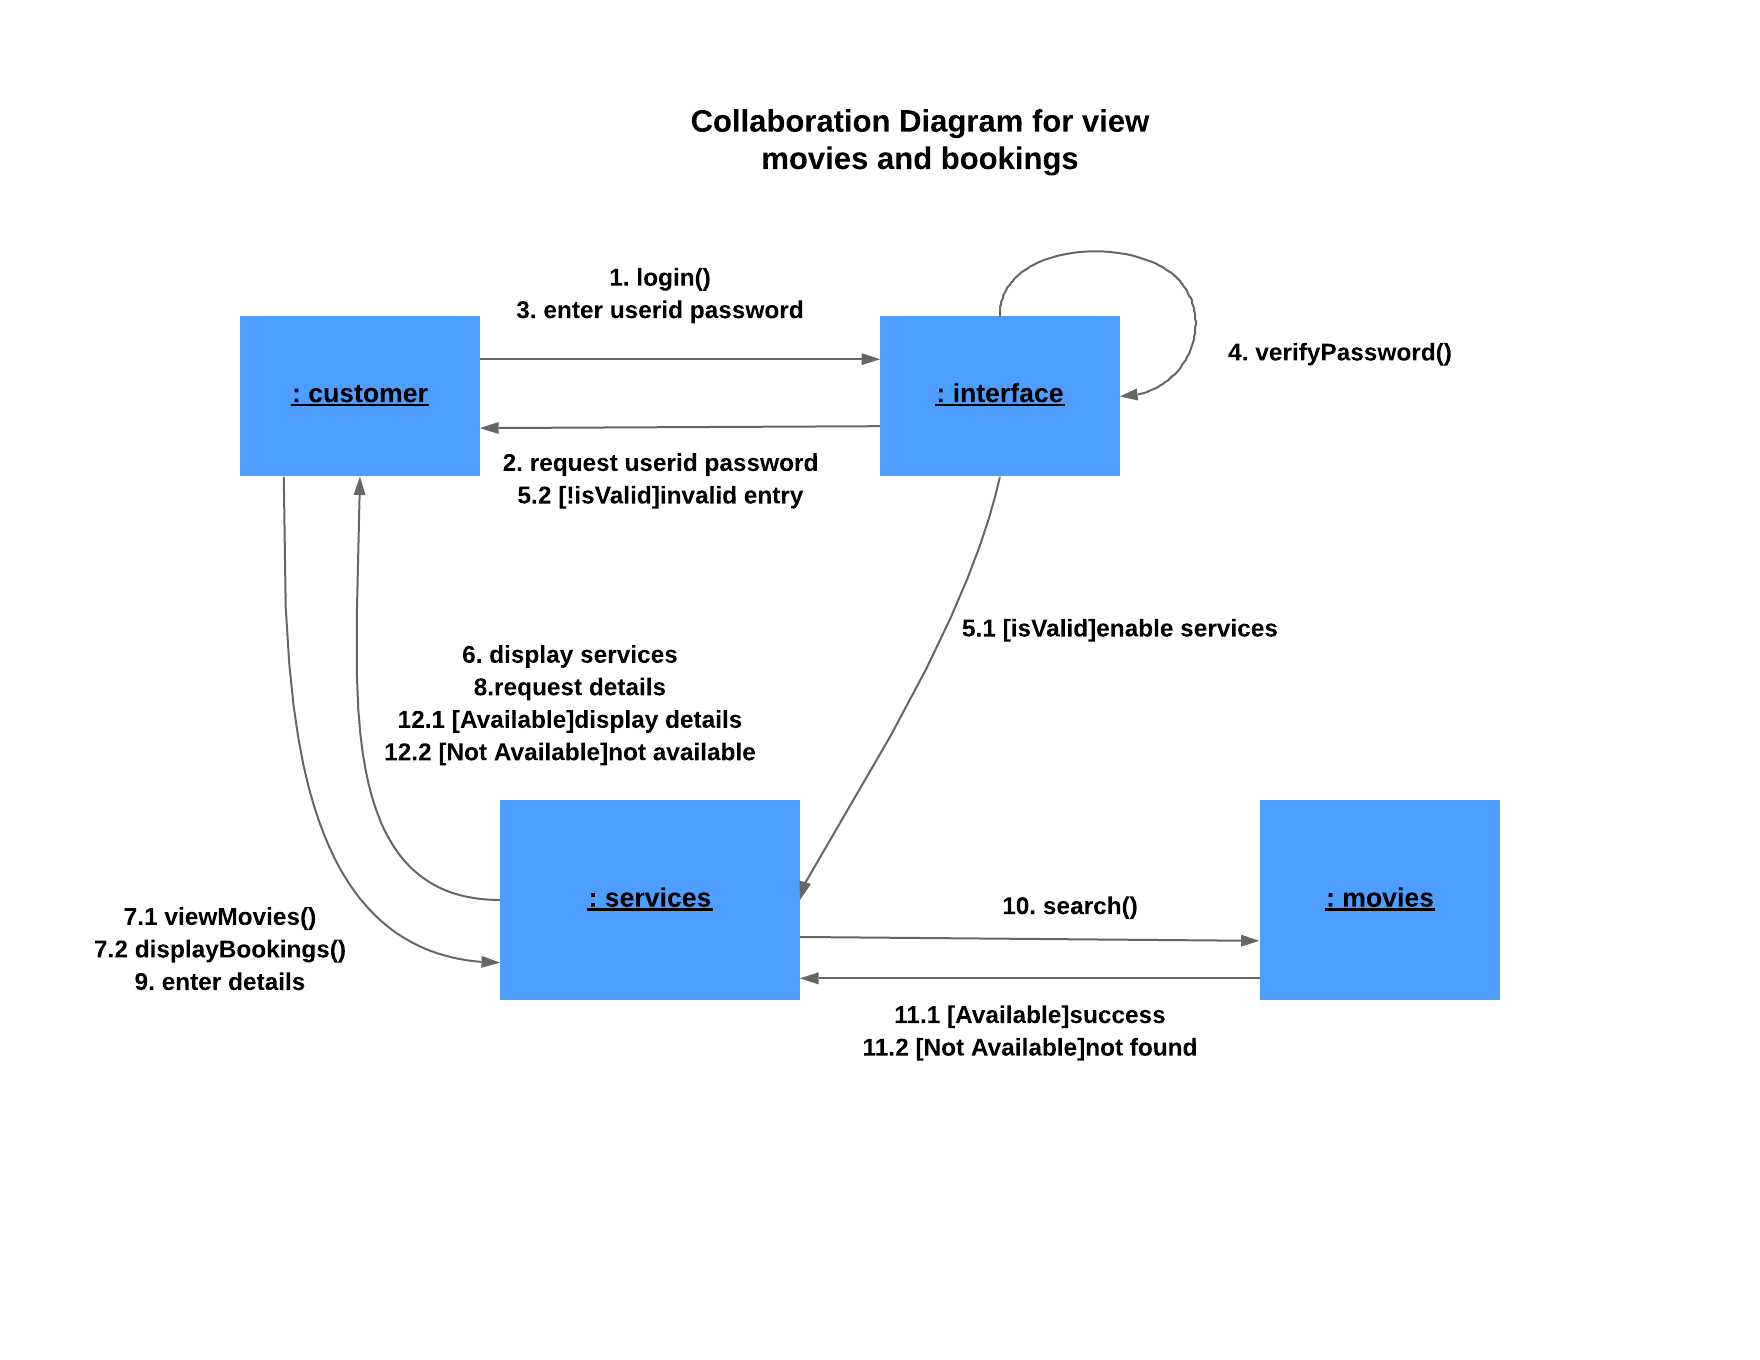 Collaboration Diagram for view
movies and bookings
1. login()
3. enter userid password
4. verifyPassword()
: customer
: interface
2. request userid password
5.2 [!isValid]invalid entry
5.1 [isValid]enable services
6. display services
8.request details
12.1 [Available]display details
12.2 [Not Available]not available
: services
: movies
10. search()
7.1 viewMovies()
7.2 displayBookings()
9. enter details
11.1 [Available]success
11.2 [Not Available]not found